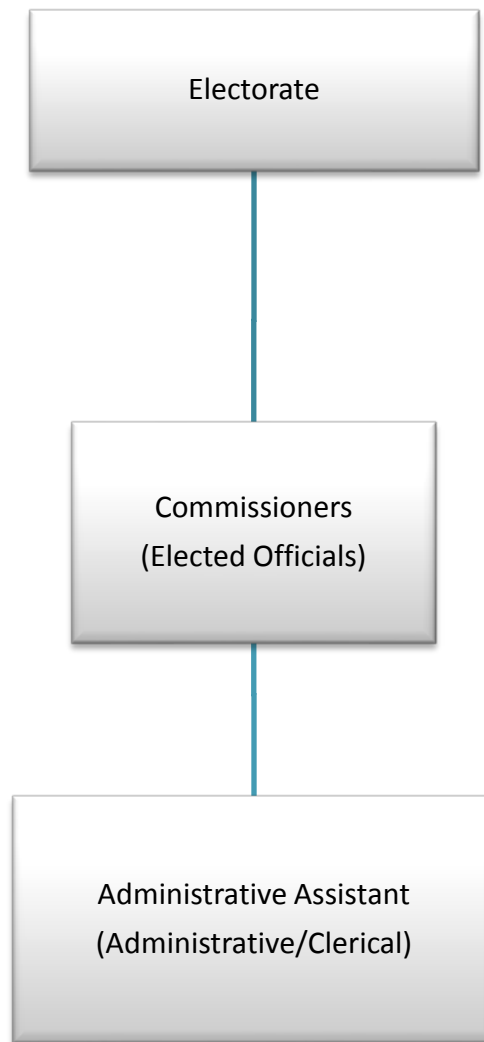 Electorate
Commissioners
(Elected Officials)
Administrative Assistant
(Administrative/Clerical)